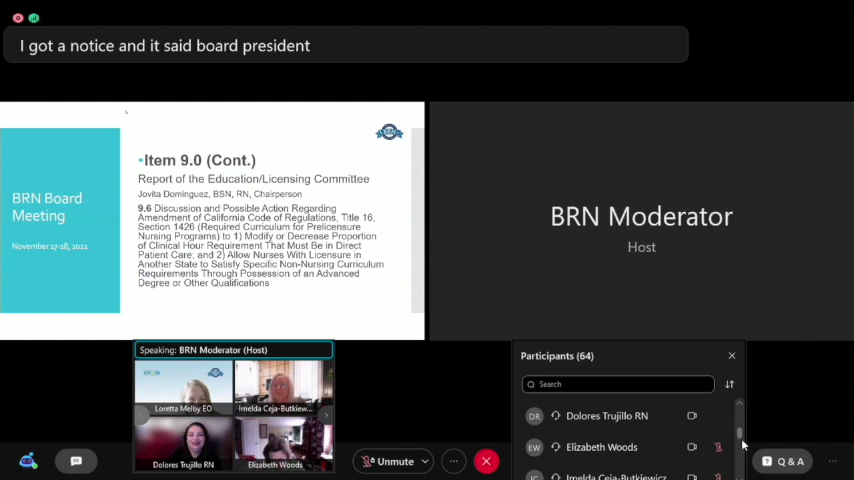 I got a notice and it said board president
BRN
BRN Board
Meeting
November 17-18, 2021
•Item 9.0 (Cont.)
Report of the Education/Licensing Committee
Jovita Dominguez, BSN, RN, Chairperson
9.6 Discussion and Possible Action Regarding
Amendment of California Code of Regulations, Title 16,
Section 1426 (Required Curriculum for Prelicensure
Nursing Programs) to 1) Modify or Decrease Proportion
of Clinical Hour Requirement That Must Be in Direct
Patient Care; and 2) Allow Nurses With Licensure in
Another State to Satisfy Specific Non-Nursing Curriculum
Requirements Through Possession of an Advanced
Degree or Other Qualifications
BRN Moderator
Host
Speaking: BRN Moderator (Host)
Loretta Melby EO
Imelda Ceja-Butkiew...
Dolores Trujillo RN
Elizabeth Woods
Participants (64)
Search
DR Dolores Trujillo RN
EW Elizabeth Woods
IC Imelda Ceja-Butkiewicz
CC
Unmute
Q & A